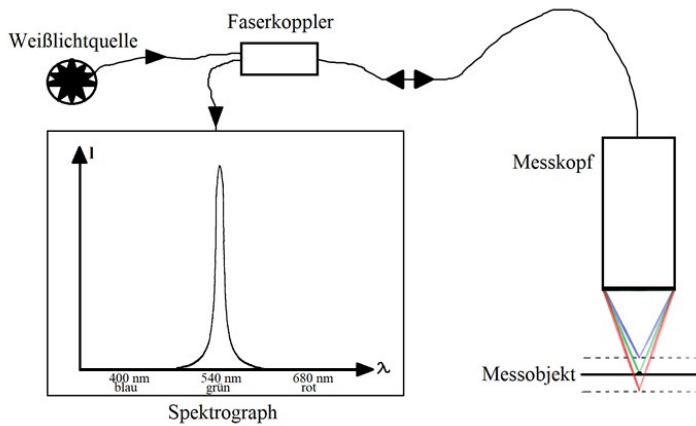 Faserkoppler
Weißlichtquelle
I
Messkopf
λ
400 nm 540 nm 680 nm
blau grün rot
Messobjekt
Spektrograph